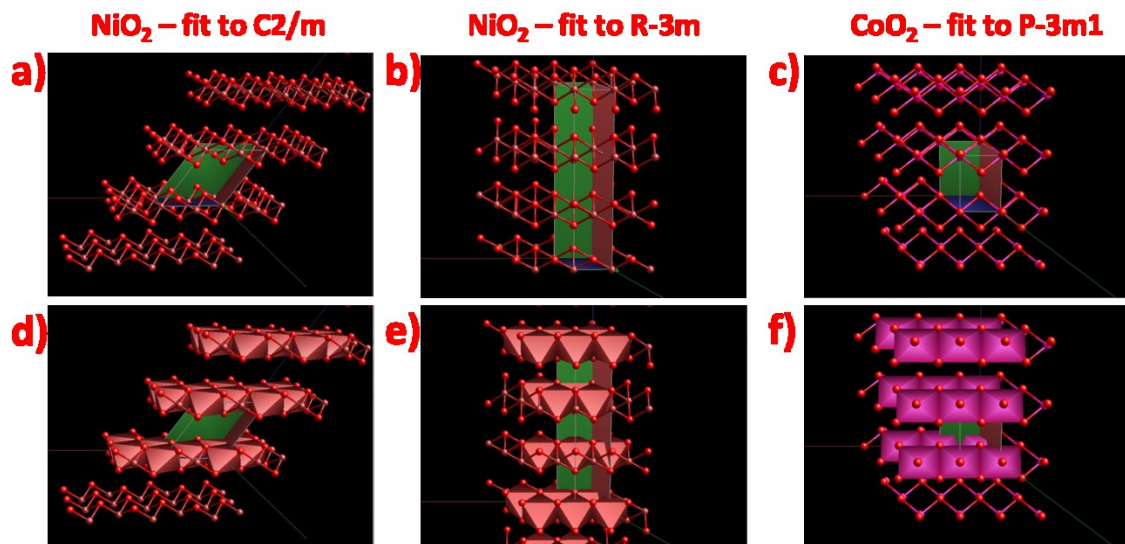 NiO₂ – fit to C2/m
NiO₂ – fit to R-3m
CoO₂ – fit to P-3m1
a)
b)
c)
d)
e)
f)